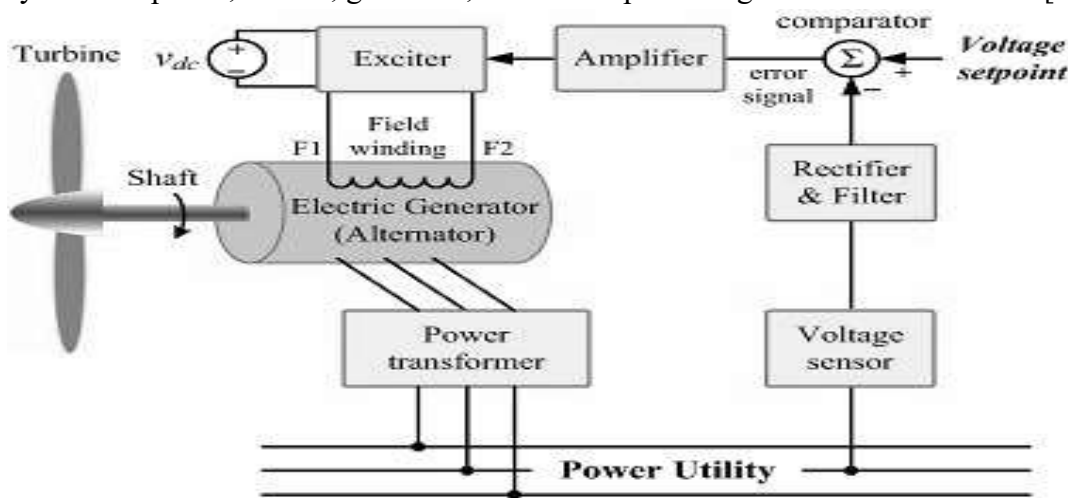 comparator
Turbine
v_dc
+
−
Exciter
Amplifier
Σ
+
−
Voltage
setpoint
error
signal
Field
winding
F1
F2
Rectifier
& Filter
Shaft
Electric Generator
(Alternator)
Power
transformer
Voltage
sensor
Power Utility